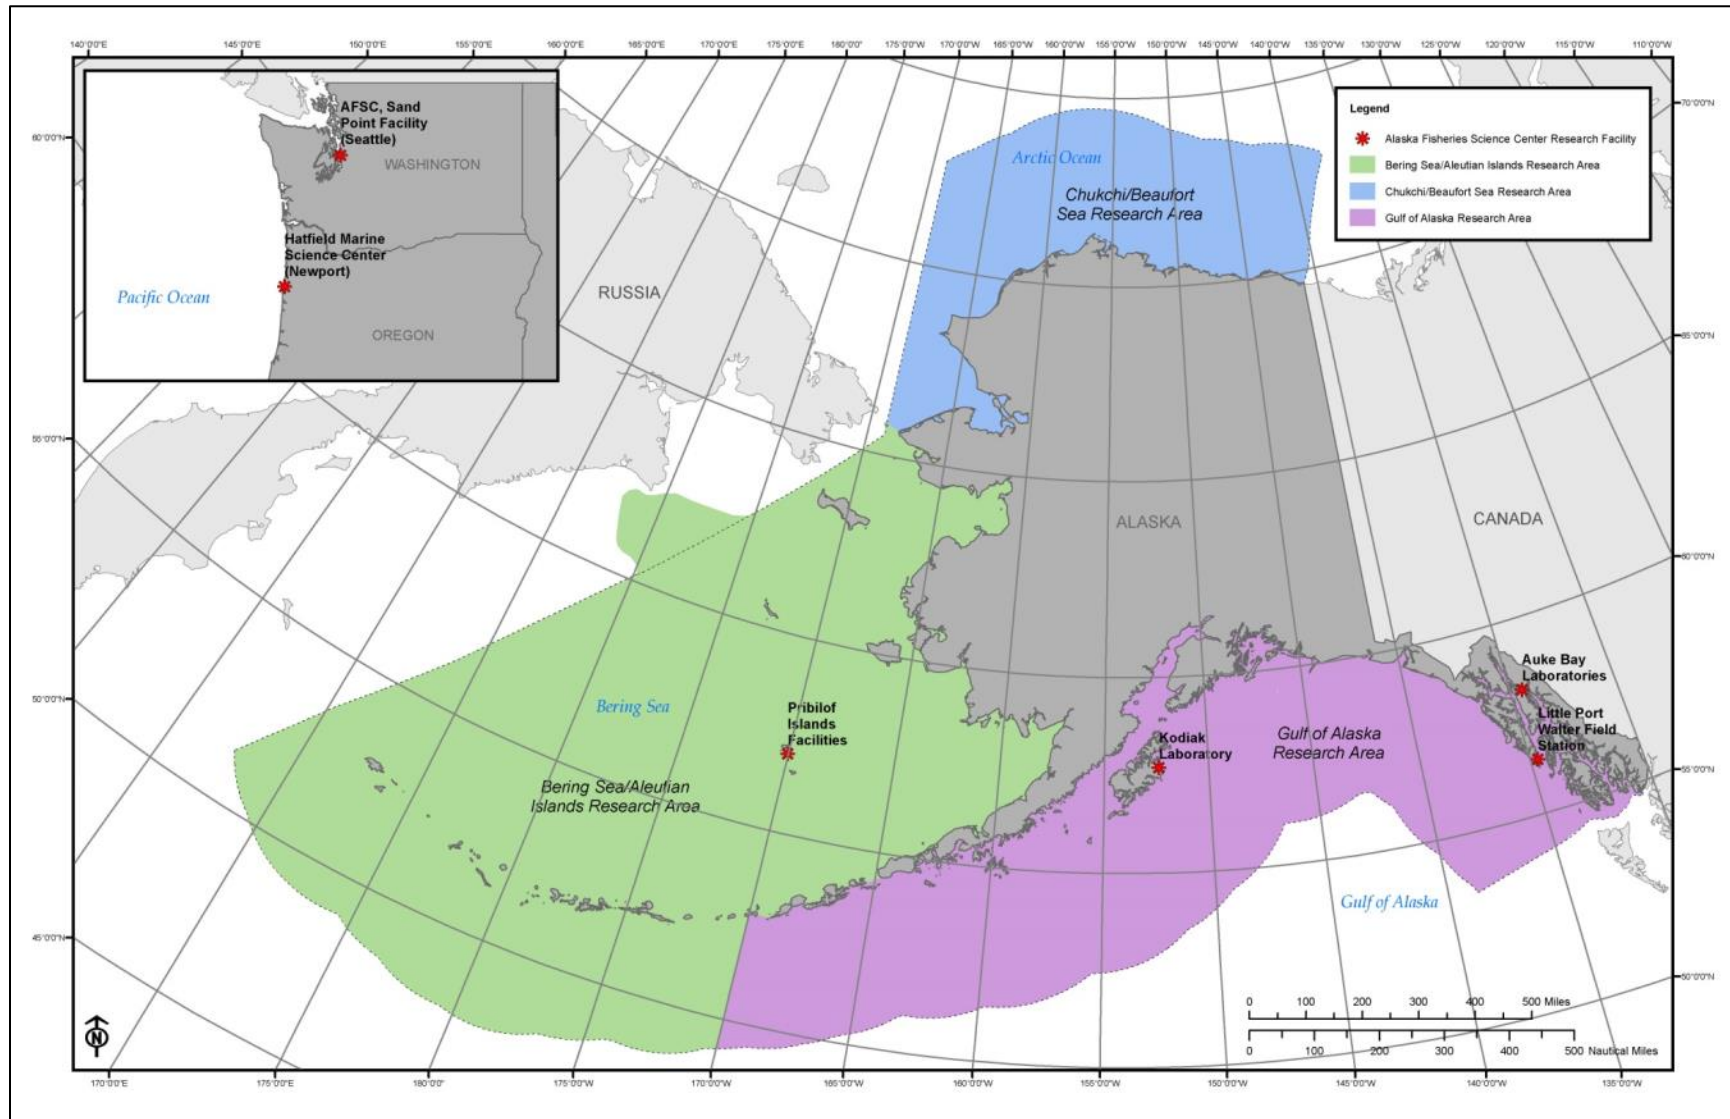 140°0'0"E 145°0'0"E 150°0'0"E 155°0'0"E 160°0'0"E 165°0'0"E 170°0'0"E 175°0'0"E 180°0'0" 175°0'0"W 170°0'0"W 165°0'0"W 160°0'0"W 155°0'0"W 150°0'0"W 145°0'0"W 140°0'0"W 135°0'0"W 130°0'0"W 125°0'0"W 120°0'0"W 115°0'0"W 110°0'0"W
AFSC, Sand
Point Facility
(Seattle)
WASHINGTON
Hatfield Marine
Science Center
(Newport)
Pacific Ocean
OREGON
Legend
Alaska Fisheries Science Center Research Facility
Bering Sea/Aleutian Islands Research Area
Chukchi/Beaufort Sea Research Area
Gulf of Alaska Research Area
Arctic Ocean
Chukchi/Beaufort
Sea Research Area
RUSSIA
ALASKA
CANADA
Bering Sea
Pribilof
Islands
Facilities
Bering Sea/Aleutian
Islands Research Area
Kodiak
Laboratory
Gulf of Alaska
Research Area
Auke Bay
Laboratories
Little Port
Walter Field
Station
Gulf of Alaska
60°0'0"N
55°0'0"N
50°0'0"N
45°0'0"N
70°0'0"N
65°0'0"N
60°0'0"N
55°0'0"N
50°0'0"N
0 100 200 300 400 500 Miles
0 100 200 300 400 500 Nautical Miles
N
170°0'0"E 175°0'0"E 180°0'0" 175°0'0"W 170°0'0"W 165°0'0"W 160°0'0"W 155°0'0"W 150°0'0"W 145°0'0"W 140°0'0"W 135°0'0"W